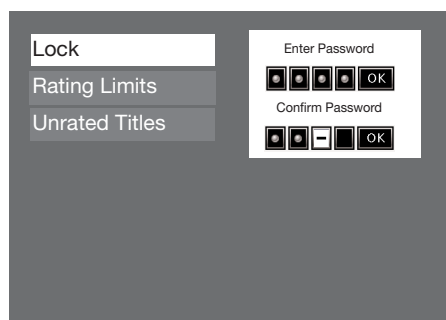 Lock
Rating Limits
Unrated Titles
Enter Password
OK
Confirm Password
OK